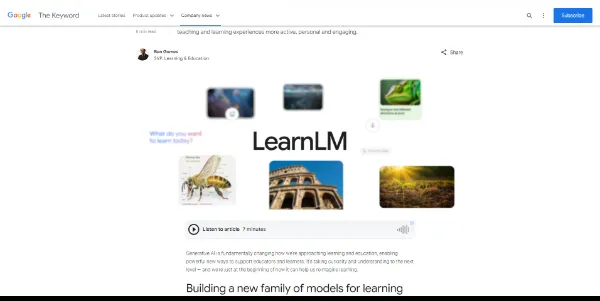 Google The Keyword Latest stories Product updates Company news Subscribe
6 min read
teaching and learning experiences more active, personal and engaging.
Ben Gomes
SVP, Learning & Education
Share
What do you want
to learn today?
LearnLM
Listen to article 7 minutes
Generative AI is fundamentally changing how we're approaching learning and education, enabling
powerful new ways to support educators and learners. It's taking curiosity and understanding to the next
level — and we're just at the beginning of how it can help us reimagine learning.
Building a new family of models for learning